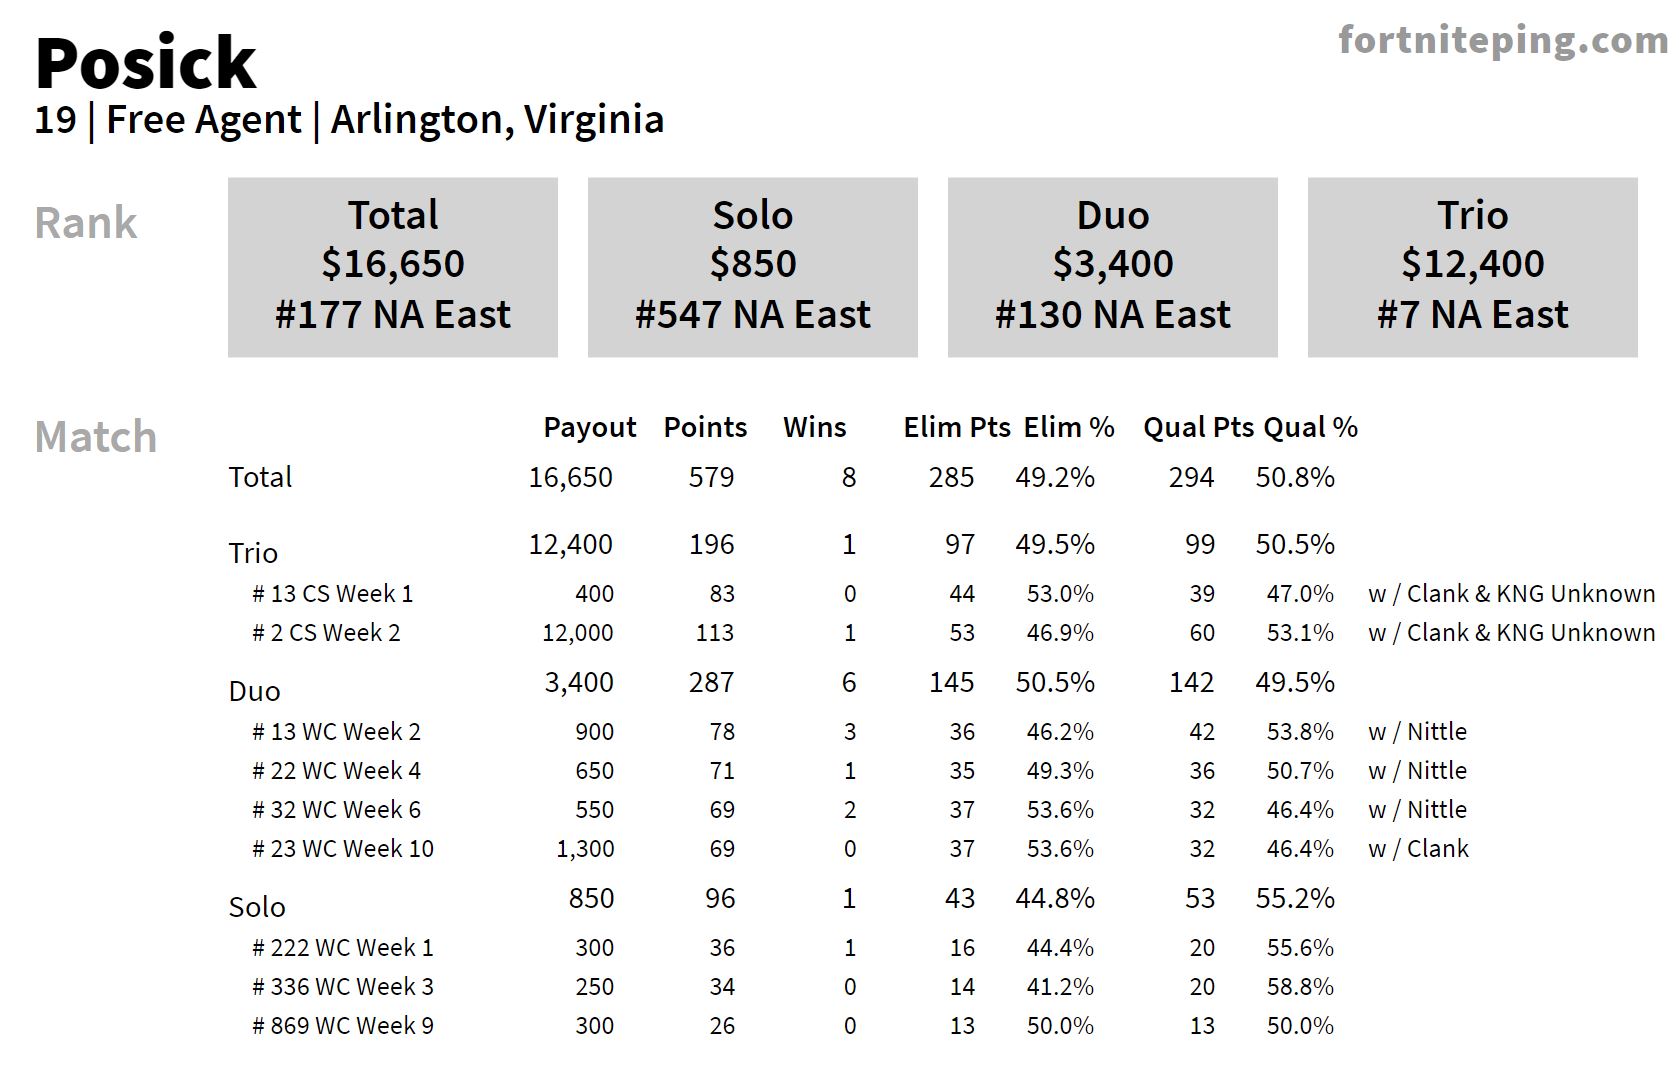 Posick
fortniteping.com
19 | Free Agent | Arlington, Virginia
Rank
Total
$16,650
#177 NA East
Solo
$850
#547 NA East
Duo
$3,400
#130 NA East
Trio
$12,400
#7 NA East
Match
Payout Points Wins Elim Pts Elim % Qual Pts Qual %
Total 16,650 579 8 285 49.2% 294 50.8%
Trio 12,400 196 1 97 49.5% 99 50.5%
# 13 CS Week 1 400 83 0 44 53.0% 39 47.0% w / Clank & KNG Unknown
# 2 CS Week 2 12,000 113 1 53 46.9% 60 53.1% w / Clank & KNG Unknown
Duo 3,400 287 6 145 50.5% 142 49.5%
# 13 WC Week 2 900 78 3 36 46.2% 42 53.8% w / Nittle
# 22 WC Week 4 650 71 1 35 49.3% 36 50.7% w / Nittle
# 32 WC Week 6 550 69 2 37 53.6% 32 46.4% w / Nittle
# 23 WC Week 10 1,300 69 0 37 53.6% 32 46.4% w / Clank
Solo 850 96 1 43 44.8% 53 55.2%
# 222 WC Week 1 300 36 1 16 44.4% 20 55.6%
# 336 WC Week 3 250 34 0 14 41.2% 20 58.8%
# 869 WC Week 9 300 26 0 13 50.0% 13 50.0%